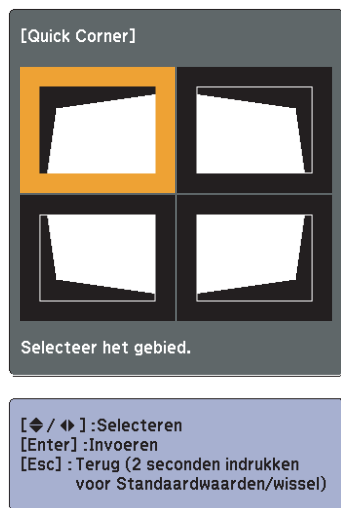 [Quick Corner]
Selecteer het gebied.
[◆/◆] :Selecteren
[Enter] :Invoeren
[Esc] : Terug (2 seconden indrukken
voor Standaardwaarden/wissel)